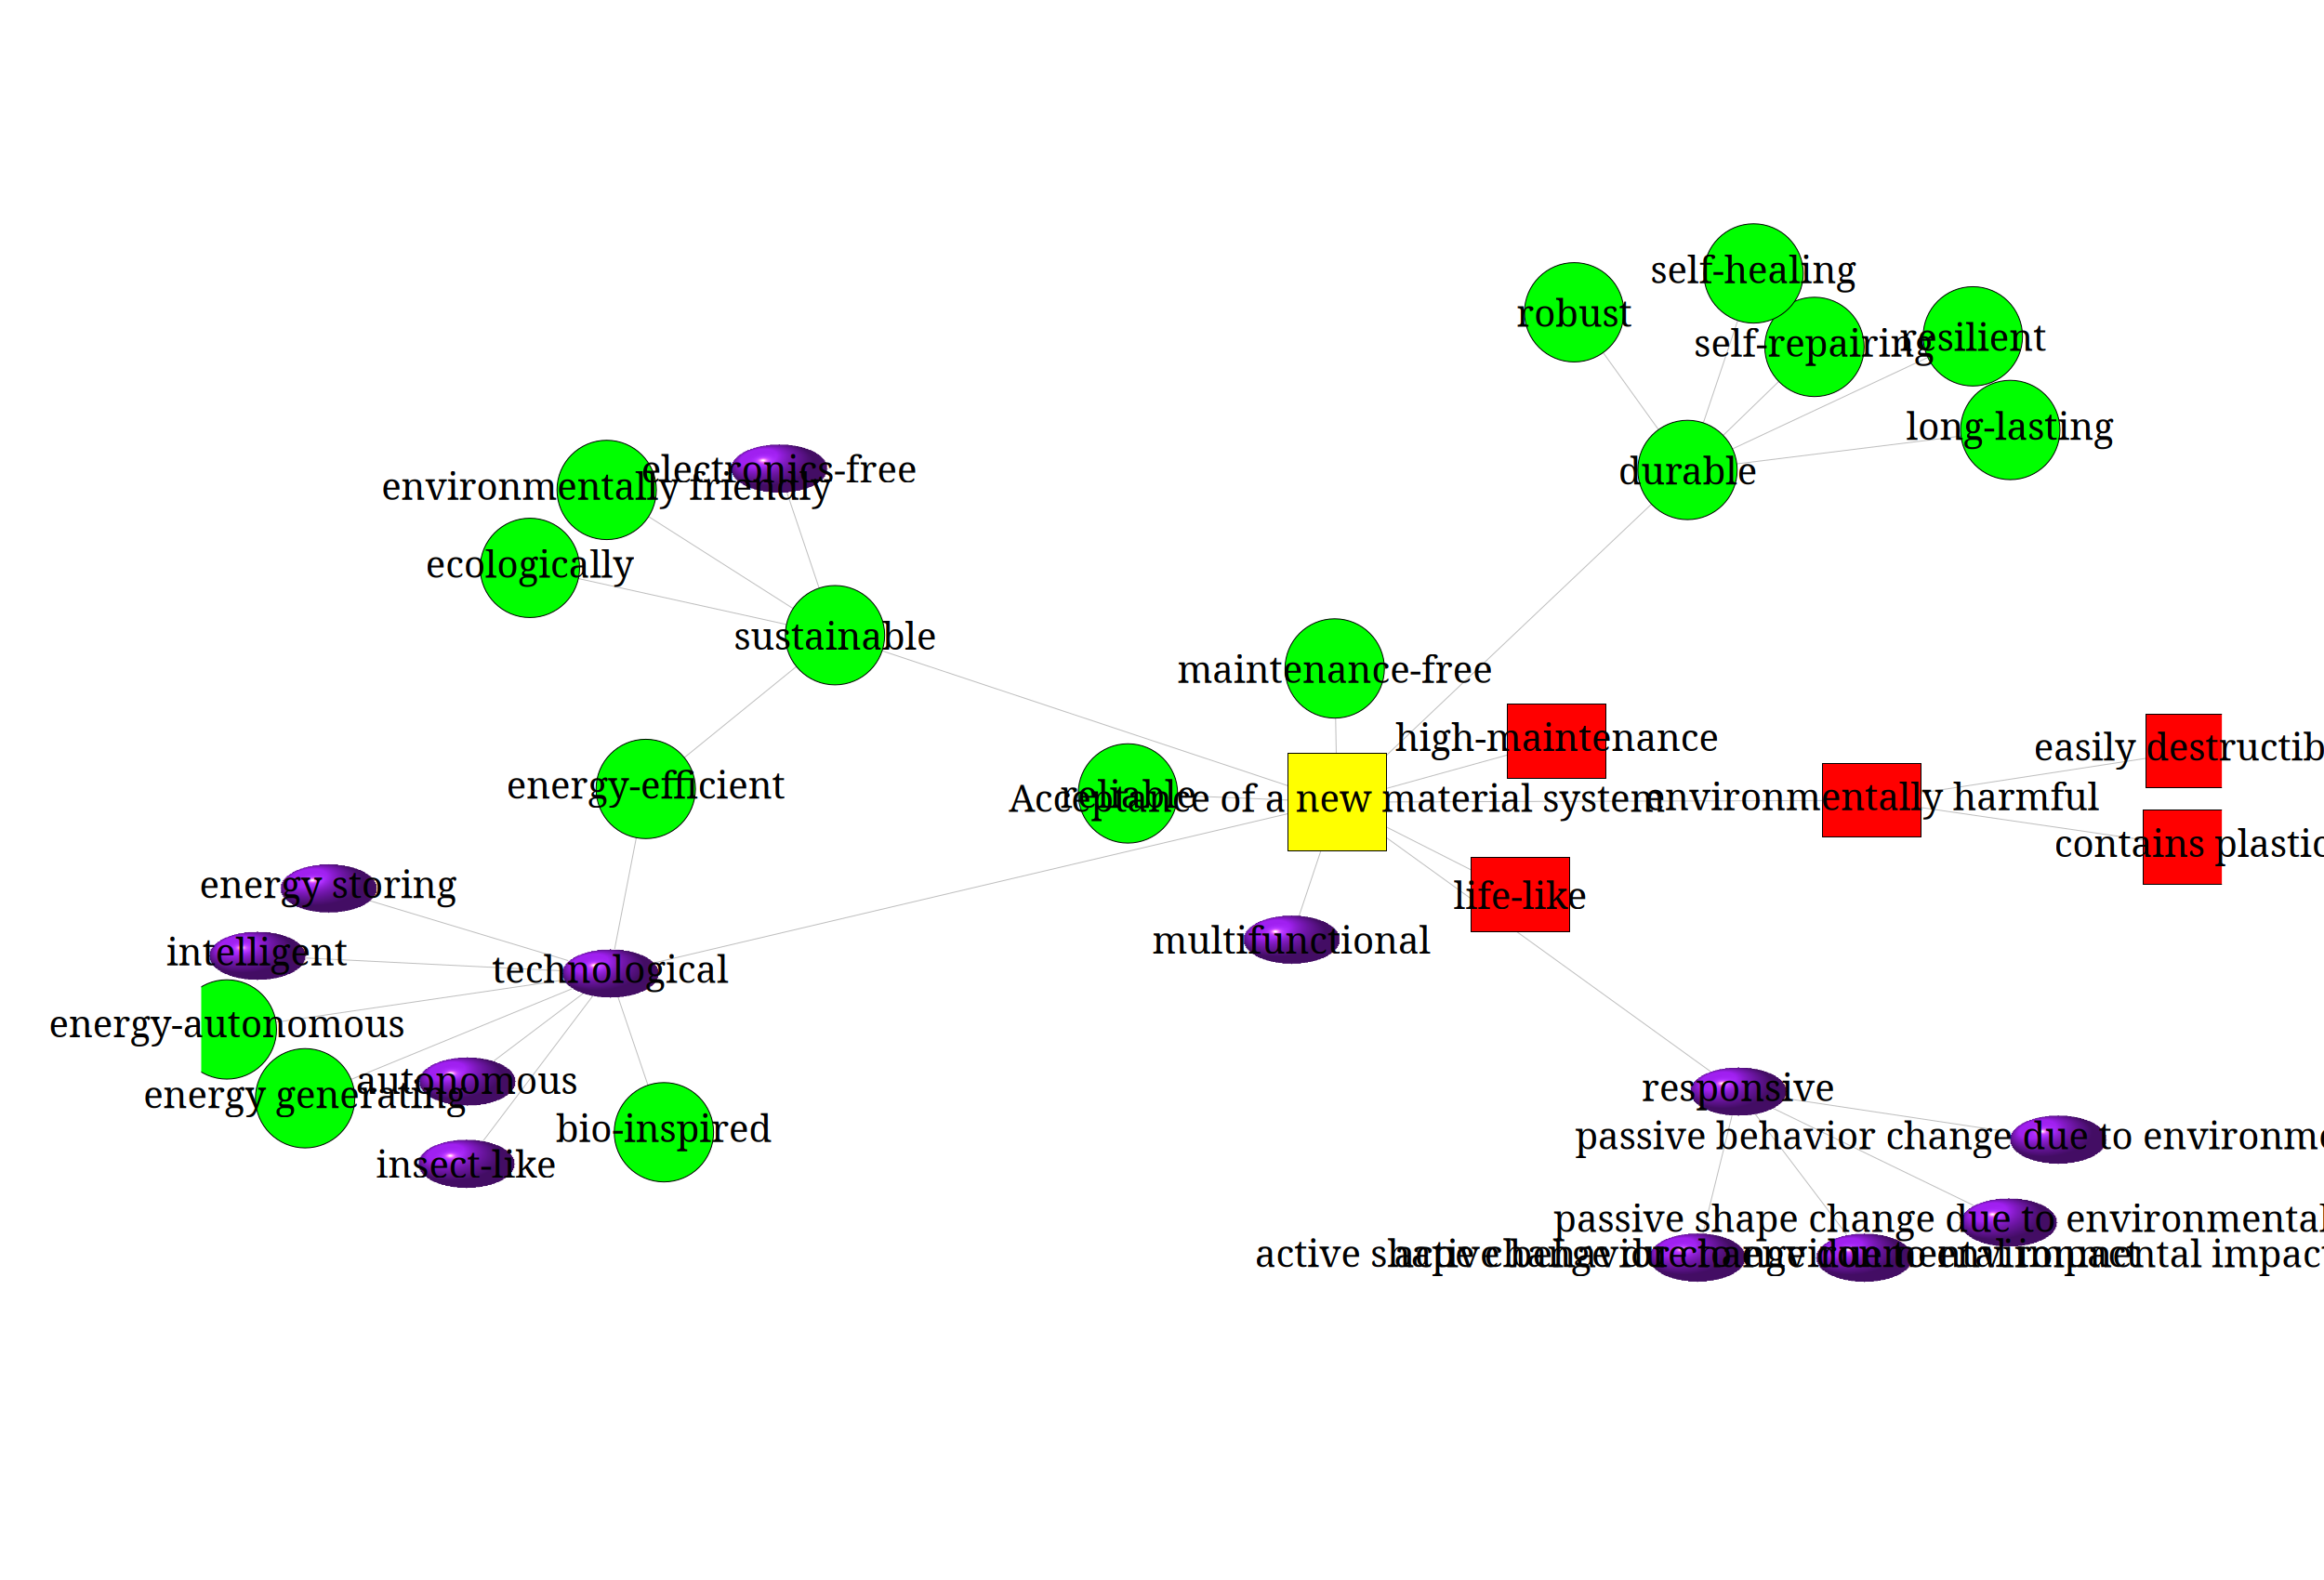 self-healing
robust
self-repairing
resilient
long-lasting
durable
electronics-free
environmentally friendly
ecologically
sustainable
maintenance-free
high-maintenance
easily destructib
energy-efficient
reliable
Acceptance of a new material system
environmentally harmful
contains plastic
energy storing
life-like
multifunctional
intelligent
technological
energy-autonomous
autonomous
energy generating
responsive
bio-inspired
passive behavior change due to environme
insect-like
passive shape change due to environmental
active shape change due to environmental impact
active behavior change due to environmental impact